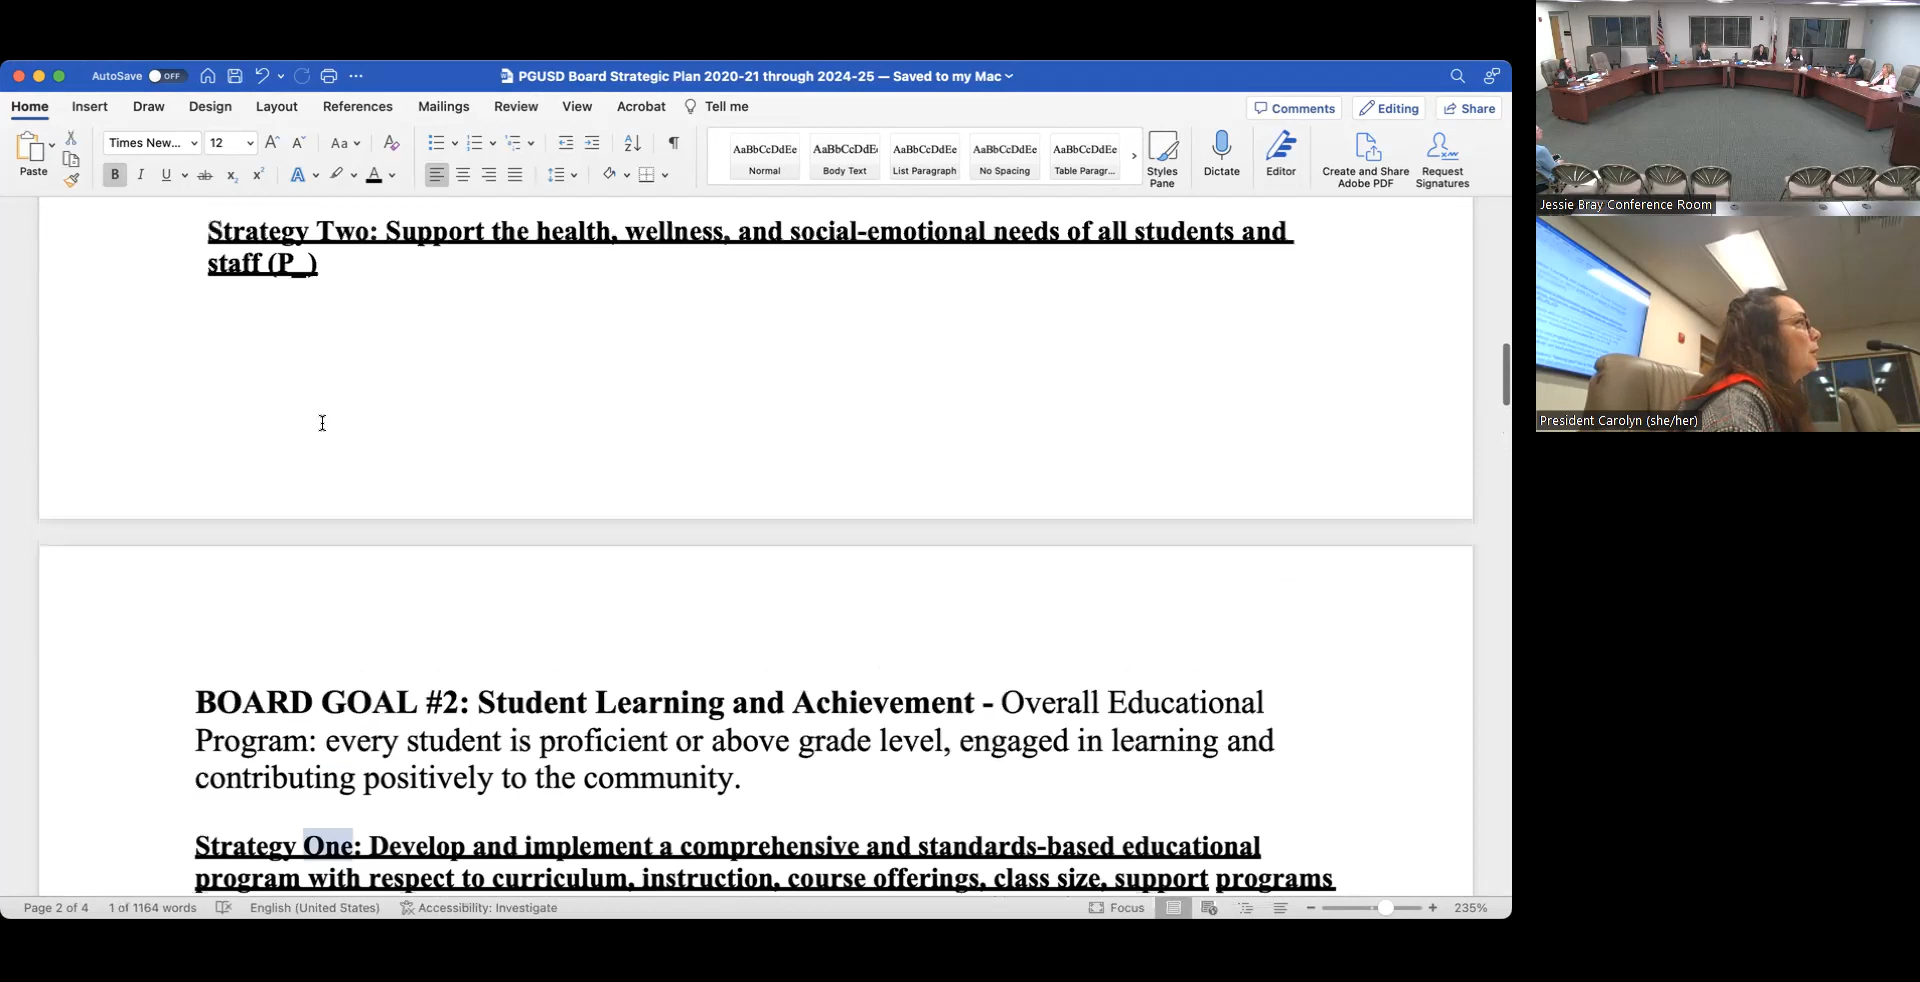 AutoSave OFF
PGUSD Board Strategic Plan 2020-21 through 2024-25 — Saved to my Mac
Home Insert Draw Design Layout References Mailings Review View Acrobat Tell me
Comments Editing Share
Paste
Times New... 12
Aa
B I U ab x2 x2 A A
AaBbCcDdEe AaBbCcDdE AaBbCcDdEe AaBbCcDdEe AaBbCcDdEe
Normal Body Text List Paragraph No Spacing Table Paragr...
Styles Pane
Dictate
Editor
Create and Share Adobe PDF
Request Signatures
Strategy Two: Support the health, wellness, and social-emotional needs of all students and
staff (P_)
BOARD GOAL #2: Student Learning and Achievement - Overall Educational
Program: every student is proficient or above grade level, engaged in learning and
contributing positively to the community.
Strategy One: Develop and implement a comprehensive and standards-based educational
program with respect to curriculum, instruction, course offerings, class size, support programs
Page 2 of 4 1 of 1164 words English (United States) Accessibility: Investigate
Focus 235%
Jessie Bray Conference Room
President Carolyn (she/her)